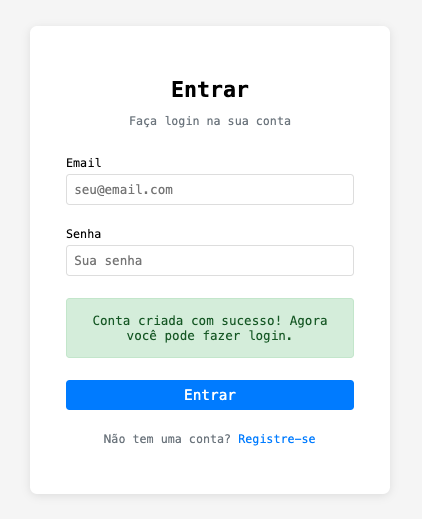 Entrar
Faça login na sua conta
Email
seu@email.com
Senha
Sua senha
Conta criada com sucesso! Agora
você pode fazer login.
Entrar
Não tem uma conta? Registre-se